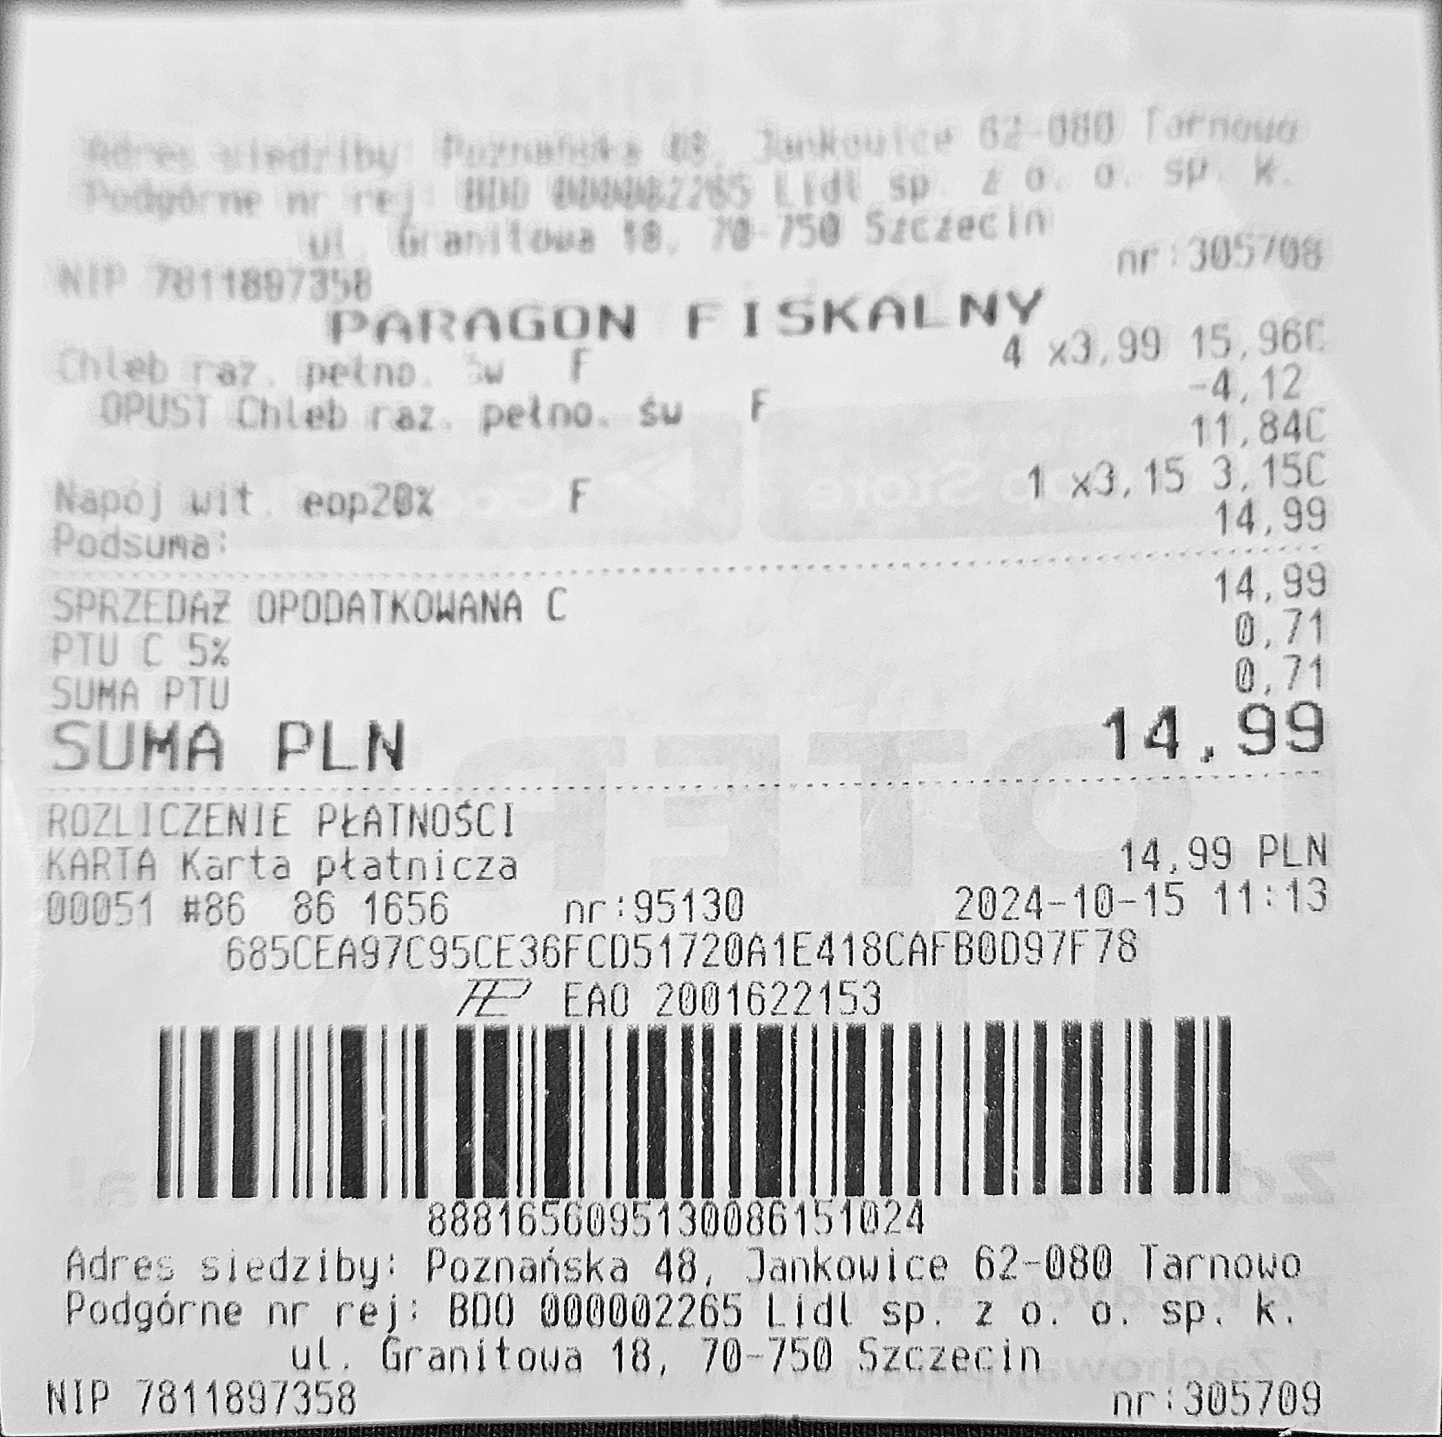 Adres siedziby: Poznańska 48, Jankowice 62-080 Tarnowo
Podgórne nr rej: BDO 000002265 Lidl sp. z o. o. sp. k.
ul. Granitowa 18, 70-750 Szczecin
NIP 7811897358 nr:305708
PARAGON FISKALNY
Chleb raz. pełno. św F 4 x3,99 15,96C
OPUST Chleb raz. pełno. św F -4,12
11,84C
Napój wit. eop20% F 1 x3,15 3,15C
Podsuma: 14,99
SPRZEDAŻ OPODATKOWANA C 14,99
PTU C 5% 0,71
SUMA PTU 0,71
SUMA PLN 14,99
ROZLICZENIE PŁATNOŚCI
KARTA Karta płatnicza 14,99 PLN
00051 #86 86 1656 nr:95130 2024-10-15 11:13
685CEA97C95CE36FCD51720A1E418CAFB0D97F78
EAO 2001622153
8881656095130086151024
Adres siedziby: Poznańska 48, Jankowice 62-080 Tarnowo
Podgórne nr rej: BDO 000002265 Lidl sp. z o. o. sp. k.
ul. Granitowa 18, 70-750 Szczecin
NIP 7811897358 nr:305709